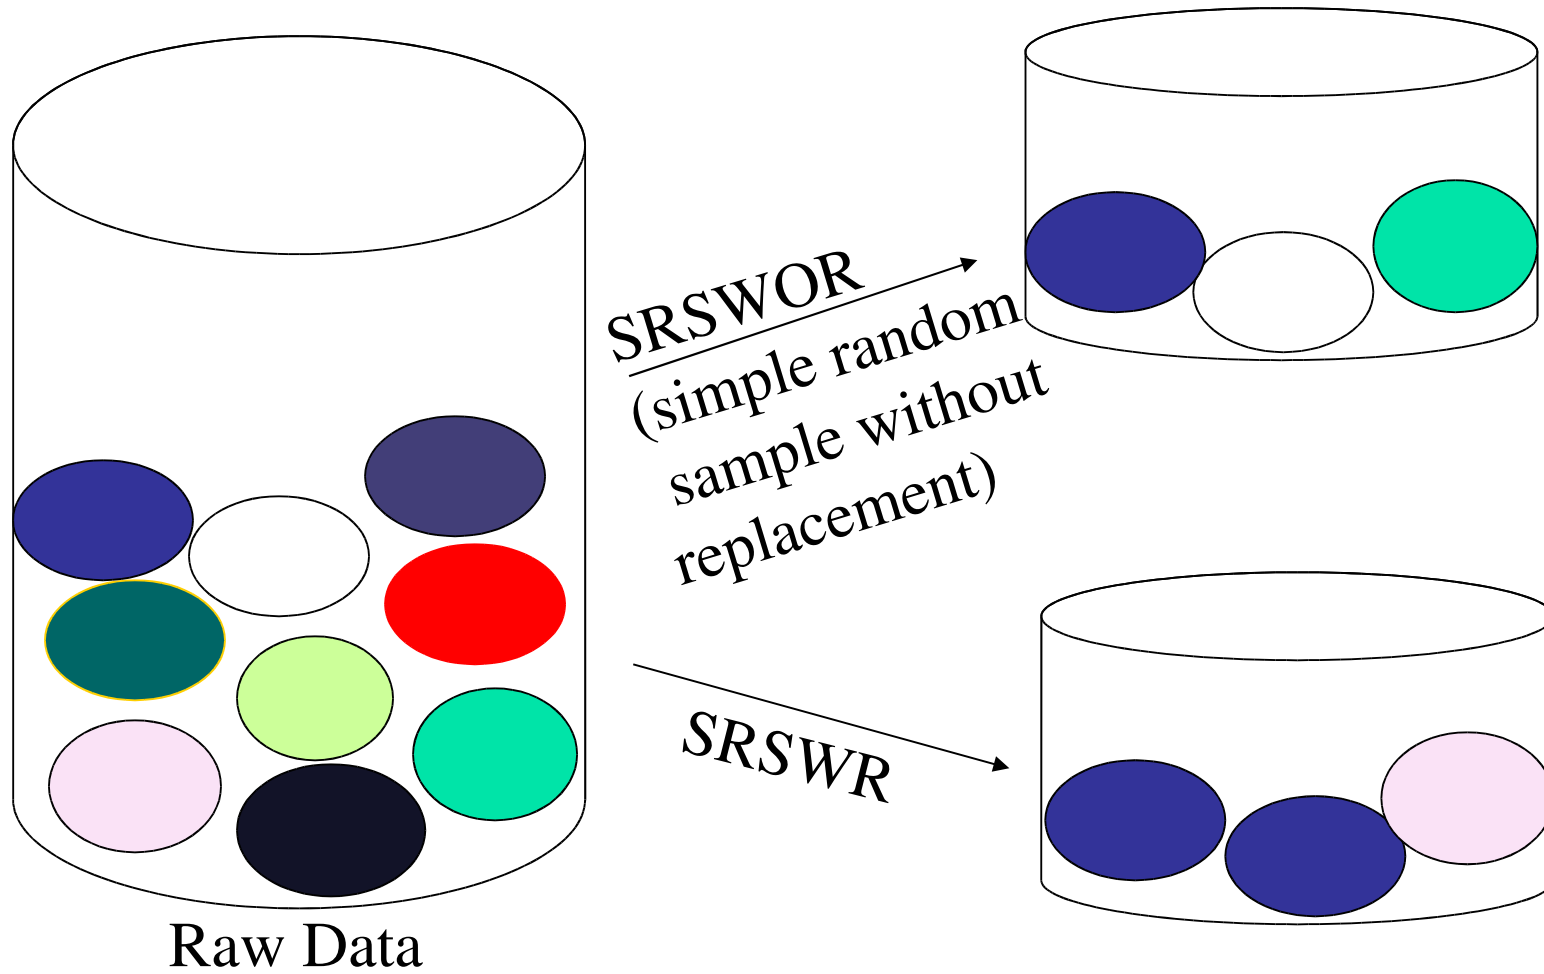 SRSWOR
(simple random
sample without
replacement)
SRSWR
Raw Data